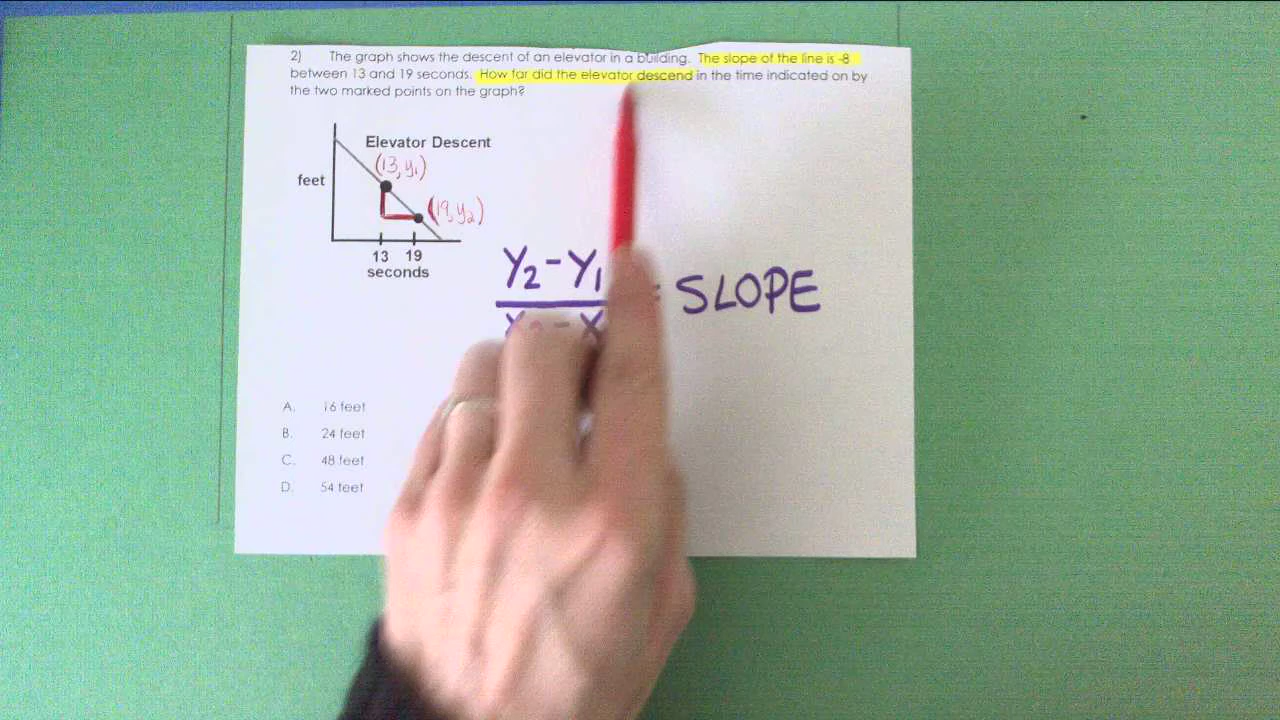 2) The graph shows the descent of an elevator in a building. The slope of the line is -8
between 13 and 19 seconds. How far did the elevator descend in the time indicated on by
the two marked points on the graph?
Elevator Descent
(13, y1)
feet
(19, y2)
13 19
seconds
Y2 - Y1 = SLOPE
X2 - X
A. 16 feet
B. 24 feet
C. 48 feet
D. 54 feet